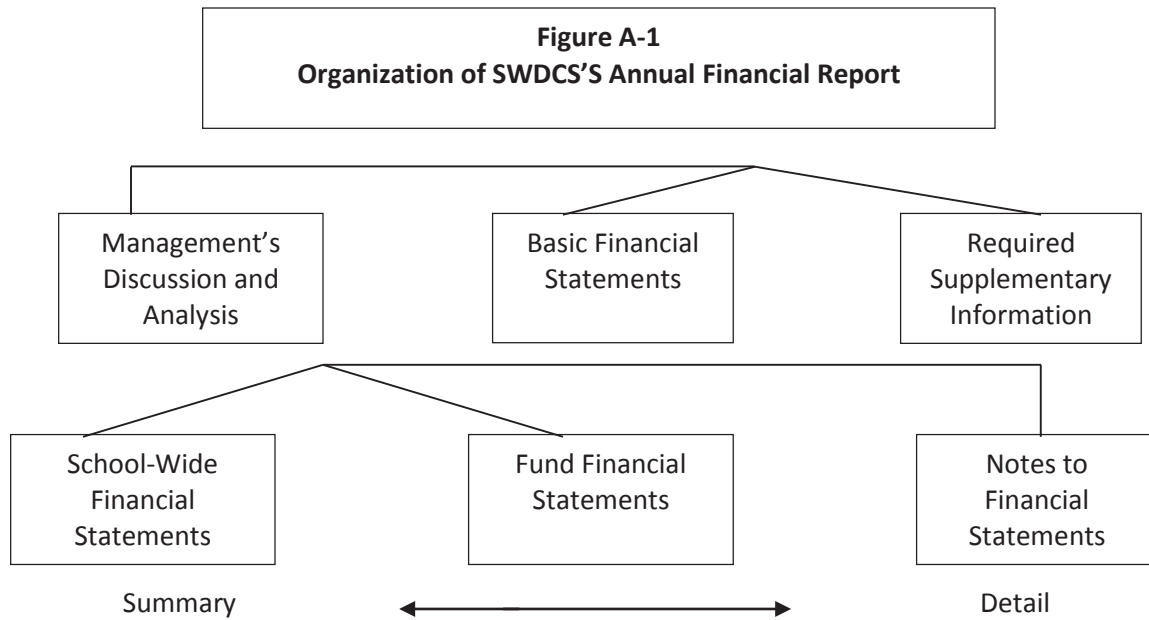 Figure A-1
Organization of SWDCS’S Annual Financial Report
Management’s
Discussion and
Analysis
Basic Financial
Statements
Required
Supplementary
Information
School-Wide
Financial
Statements
Fund Financial
Statements
Notes to
Financial
Statements
Summary
Detail